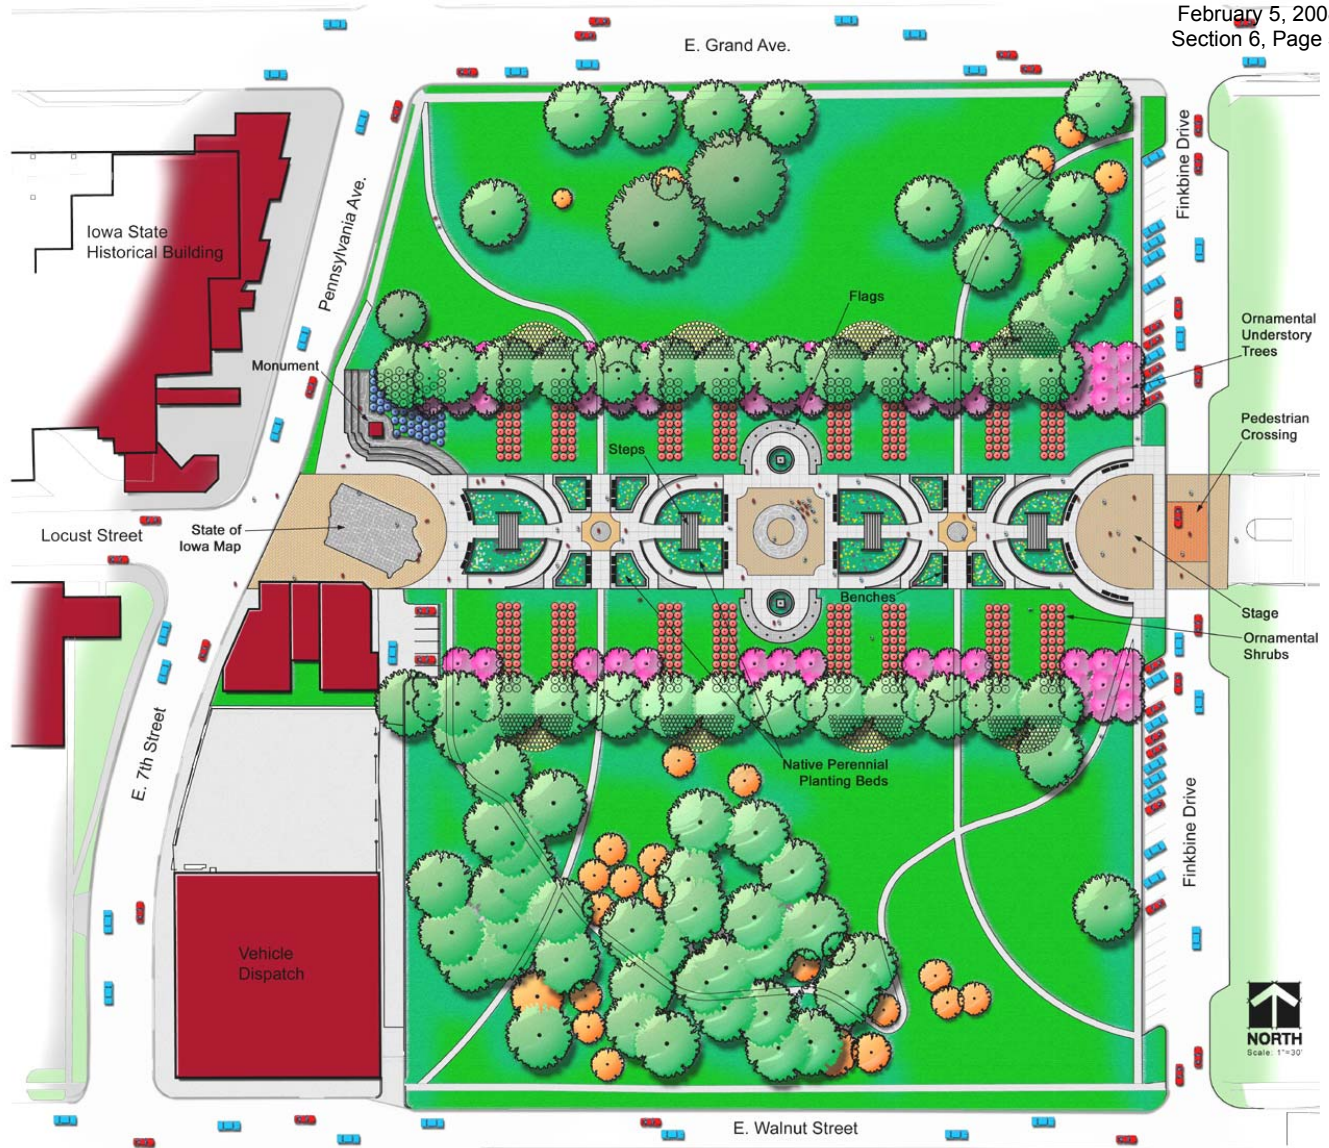 February 5, 200
Section 6, Page
E. Grand Ave.
Finkbine Drive
Pennsylvania Ave.
Iowa State
Historical Building
Flags
Ornamental
Understory
Trees
Monument
Pedestrian
Crossing
Steps
State of
Iowa Map
Locust Street
Benches
Stage
Ornamental
Shrubs
E. 7th Street
Native Perennial
Planting Beds
Finkbine Drive
Vehicle
Dispatch
NORTH
Scale: 1"=30'
E. Walnut Street